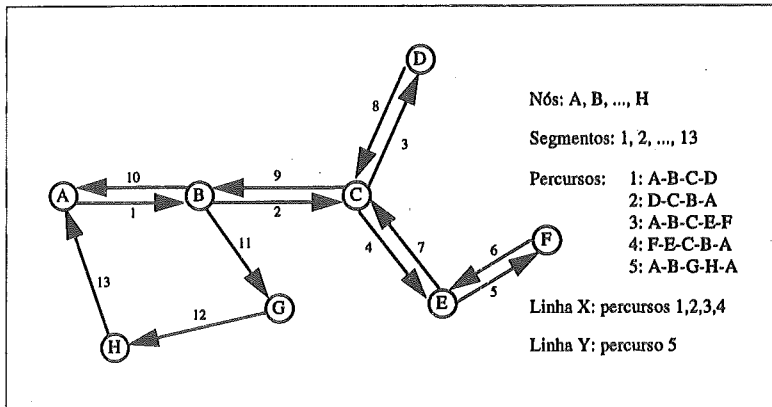 D
8
3
Nós: A, B, ..., H
Segmentos: 1, 2, ..., 13
10
9
Percursos: 1: A-B-C-D
A
B
C
2: D-C-B-A
1
2
3: A-B-C-E-F
11
4
7
6
F
4: F-E-C-B-A
5: A-B-G-H-A
13
5
E
G
12
Linha X: percursos 1,2,3,4
H
Linha Y: percurso 5